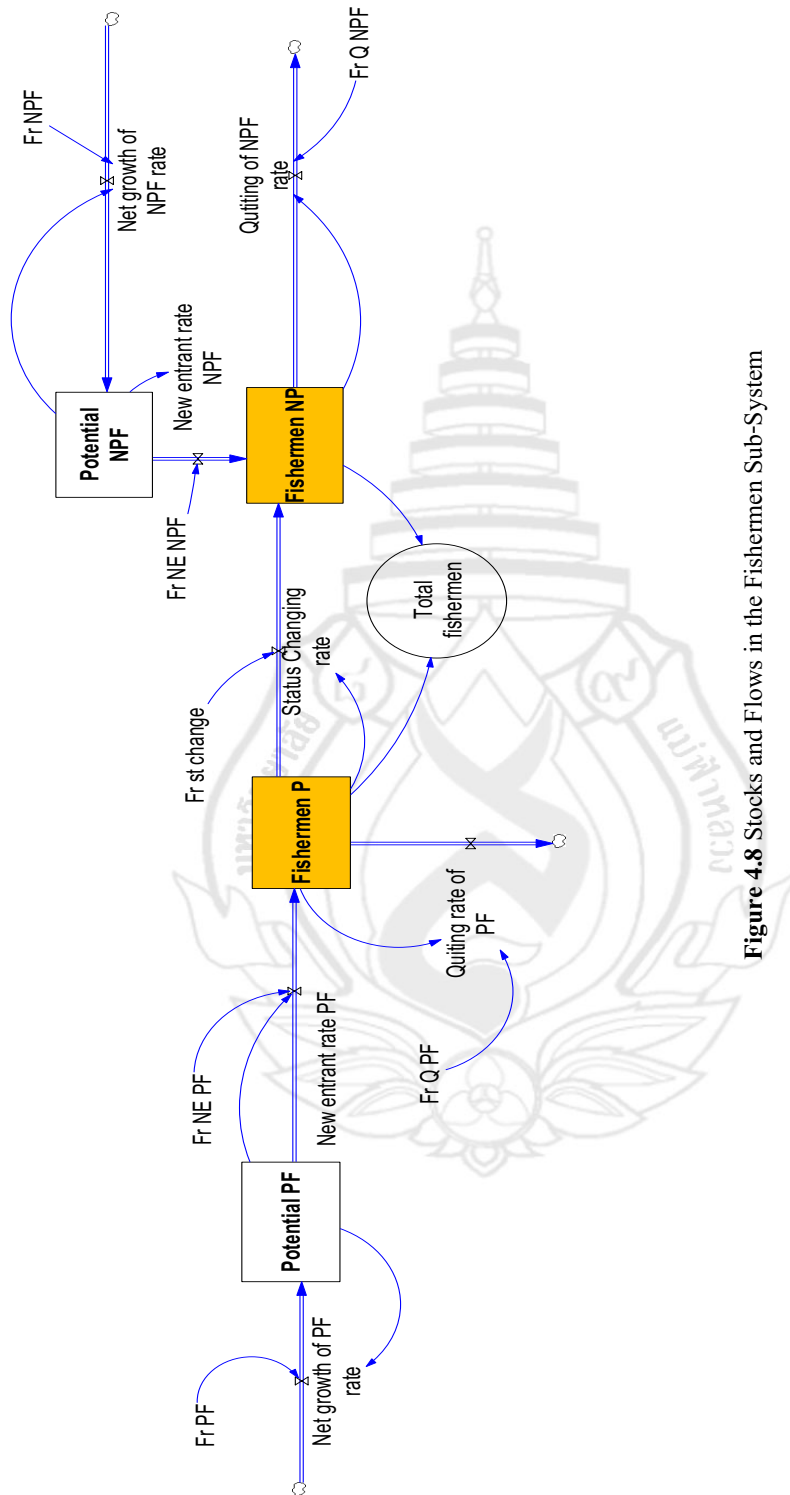 Fr NPF
Net growth of
NPF rate
Potential
NPF
New entrant rate
NPF
Fr NE NPF
Qutiting of NPF
rate
Fr Q NPF
Fishermen NP
Fr st change
Status Changing
rate
Total
fishermen
Fishermen P
Fr NE PF
New entrant rate PF
Quiting rate of
PF
Fr Q PF
Potential PF
Fr PF
Net growth of PF
rate
Figure 4.8 Stocks and Flows in the Fishermen Sub-System